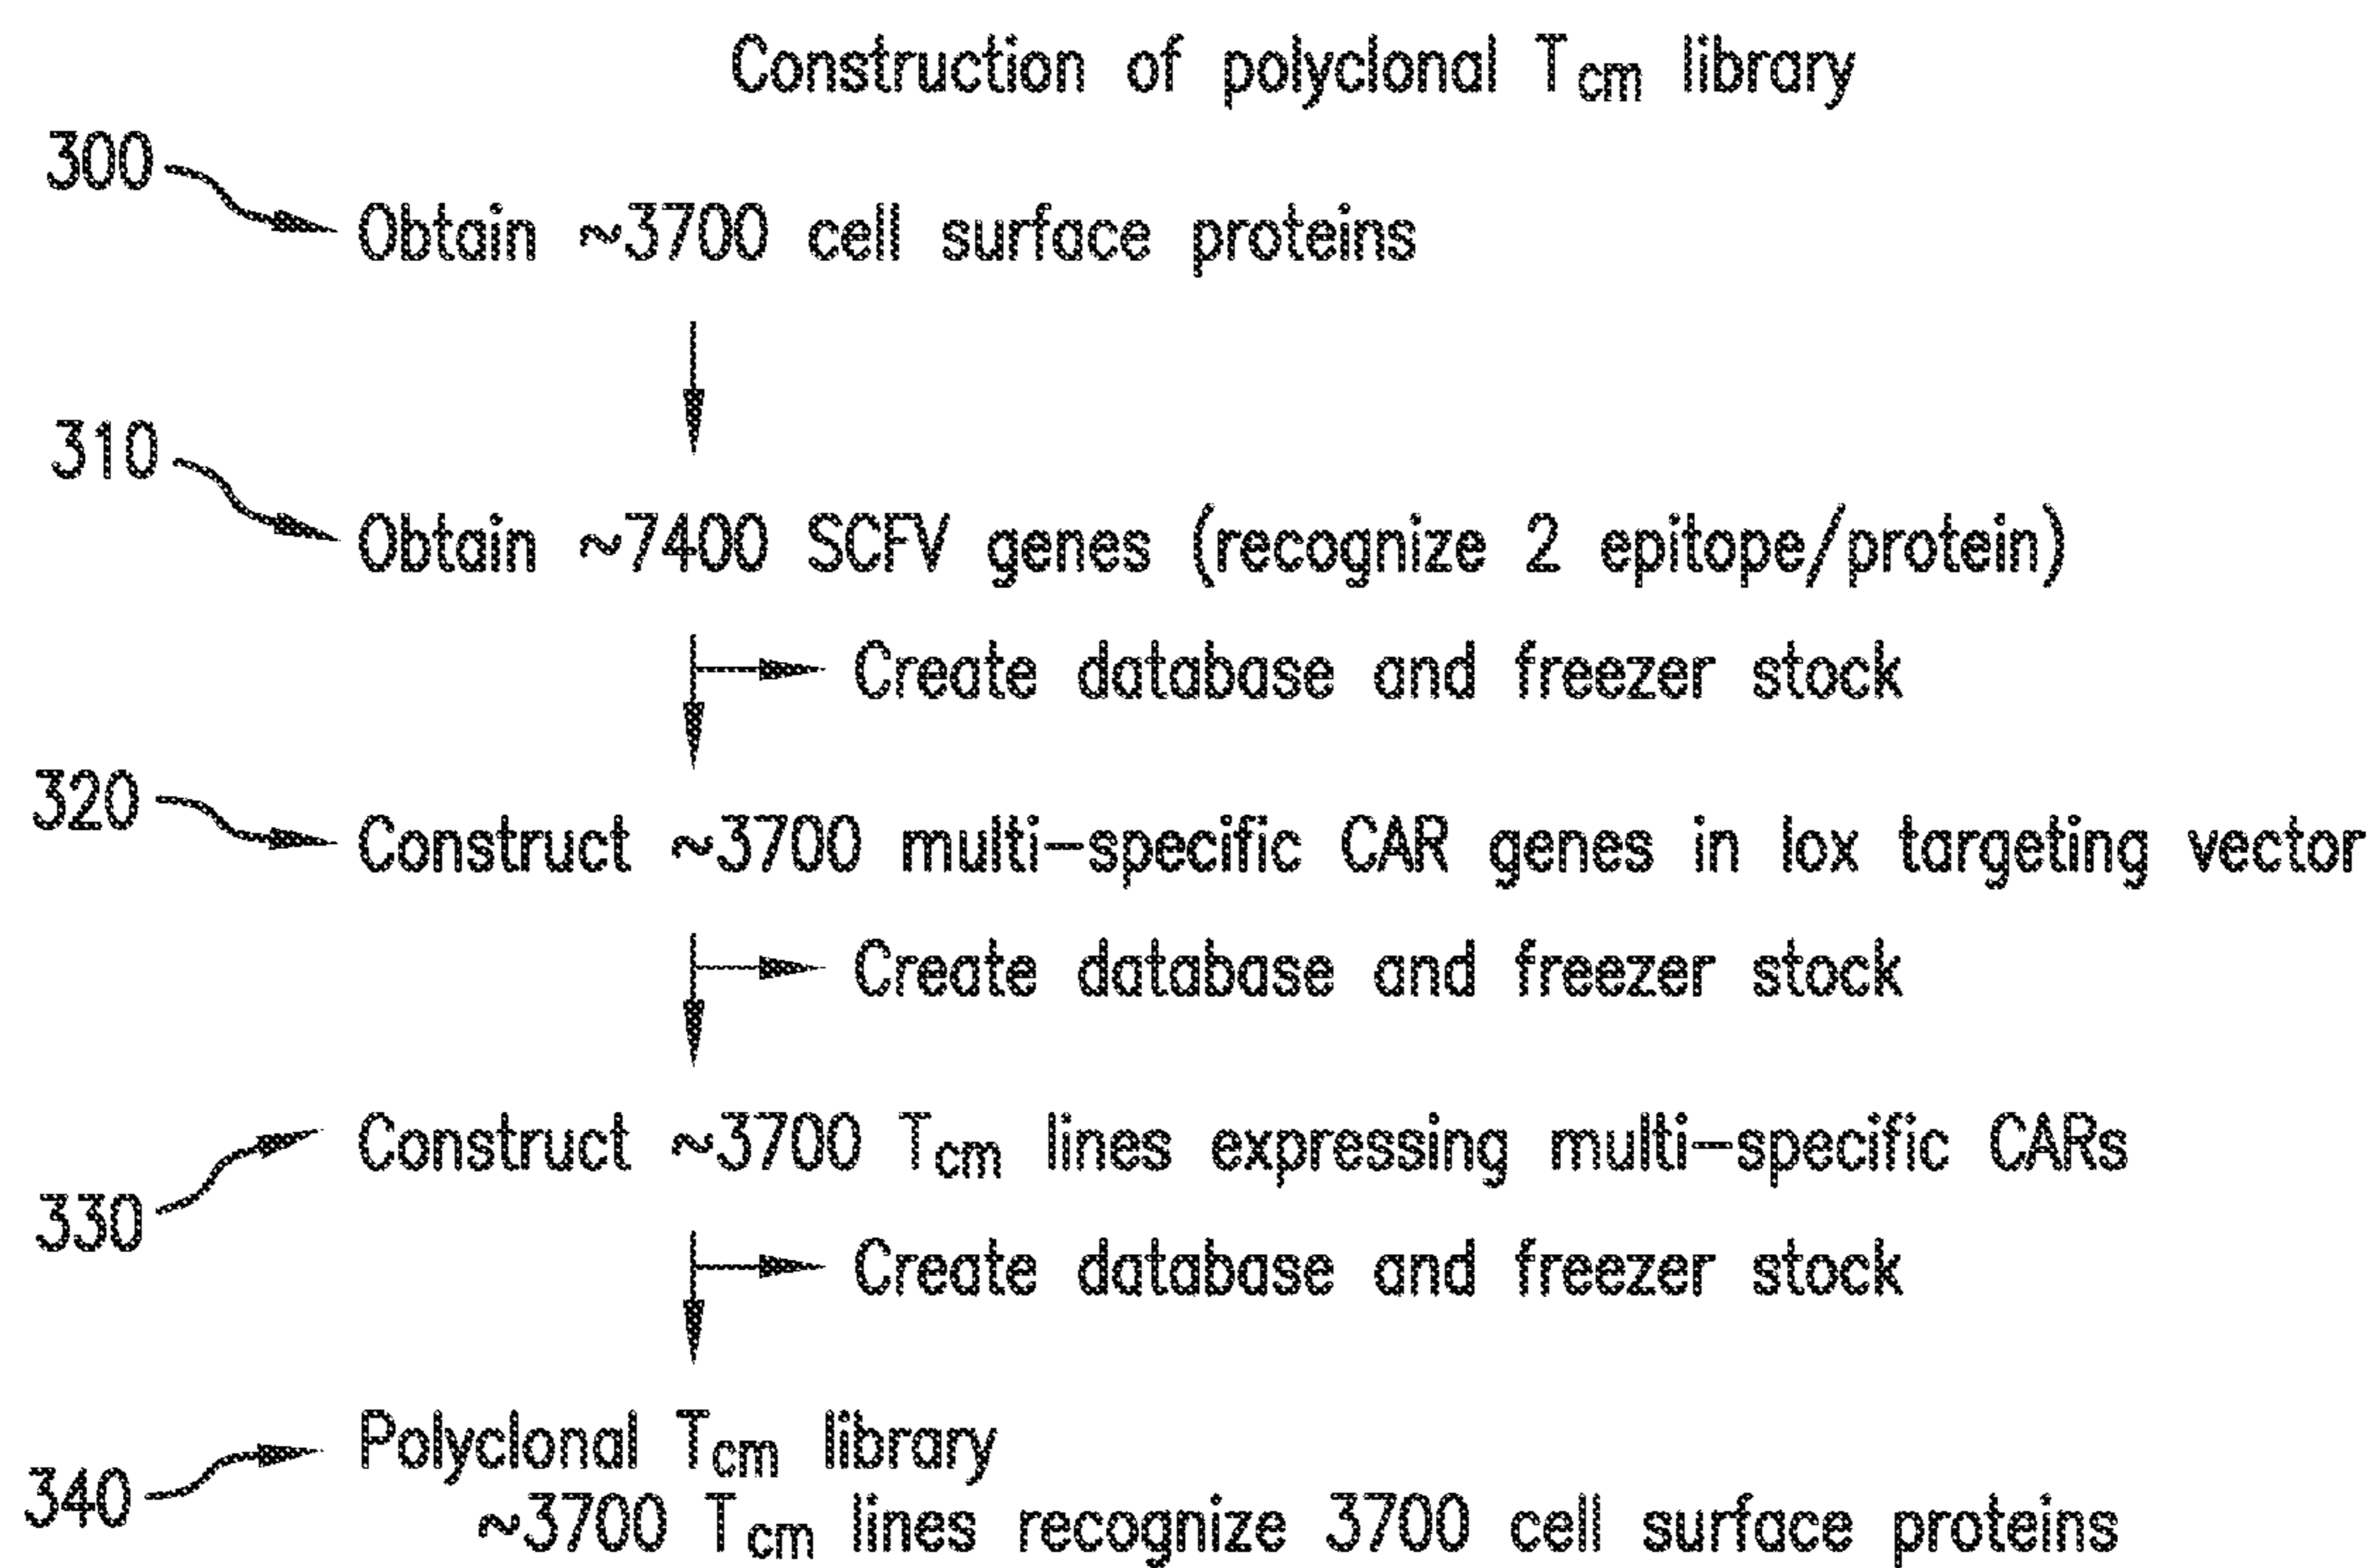 Construction of polyclonal Tcm library
300
Obtain ~3700 cell surface proteins
310
Obtain ~7400 SCFV genes (recognize 2 epitope/protein)
Create database and freezer stock
320
Construct ~3700 multi-specific CAR genes in lox targeting vector
Create database and freezer stock
330
Construct ~3700 Tcm lines expressing multi-specific CARs
Create database and freezer stock
340
Polyclonal Tcm library
~3700 Tcm lines recognize 3700 cell surface proteins